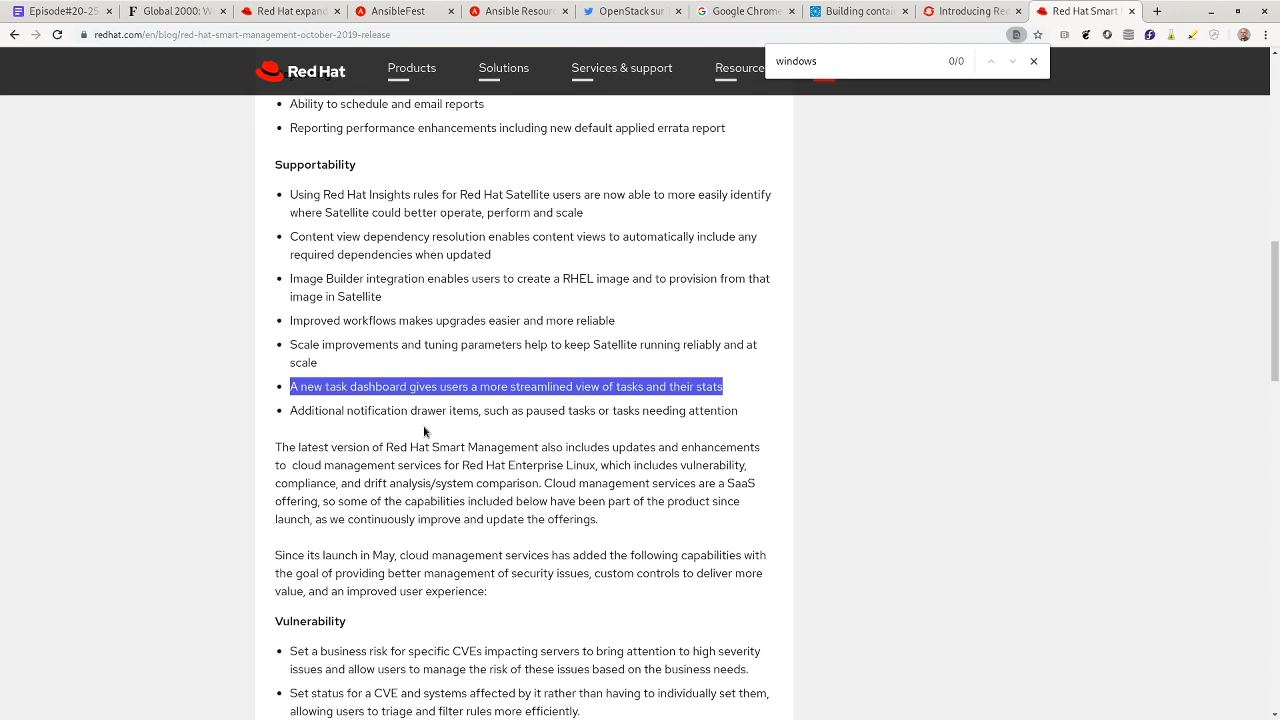 Episode#20-25
Global 2000: W
Red Hat expand
AnsibleFest
Ansible Resour
OpenStack sur T
Google Chrome
Building contai
Introducing Red
Red Hat Smart M
redhat.com/en/blog/red-hat-smart-management-october-2019-release
windows 0/0
Red Hat Products Solutions Services & support Resource
Ability to schedule and email reports
Reporting performance enhancements including new default applied errata report
Supportability
Using Red Hat Insights rules for Red Hat Satellite users are now able to more easily identify
where Satellite could better operate, perform and scale
Content view dependency resolution enables content views to automatically include any
required dependencies when updated
Image Builder integration enables users to create a RHEL image and to provision from that
image in Satellite
Improved workflows makes upgrades easier and more reliable
Scale improvements and tuning parameters help to keep Satellite running reliably and at
scale
A new task dashboard gives users a more streamlined view of tasks and their stats
Additional notification drawer items, such as paused tasks or tasks needing attention
The latest version of Red Hat Smart Management also includes updates and enhancements
to cloud management services for Red Hat Enterprise Linux, which includes vulnerability,
compliance, and drift analysis/system comparison. Cloud management services are a SaaS
offering, so some of the capabilities included below have been part of the product since
launch, as we continuously improve and update the offerings.
Since its launch in May, cloud management services has added the following capabilities with
the goal of providing better management of security issues, custom controls to deliver more
value, and an improved user experience:
Vulnerability
Set a business risk for specific CVEs impacting servers to bring attention to high severity
issues and allow users to manage the risk of these issues based on the business needs.
Set status for a CVE and systems affected by it rather than having to individually set them,
allowing users to triage and filter rules more efficiently.